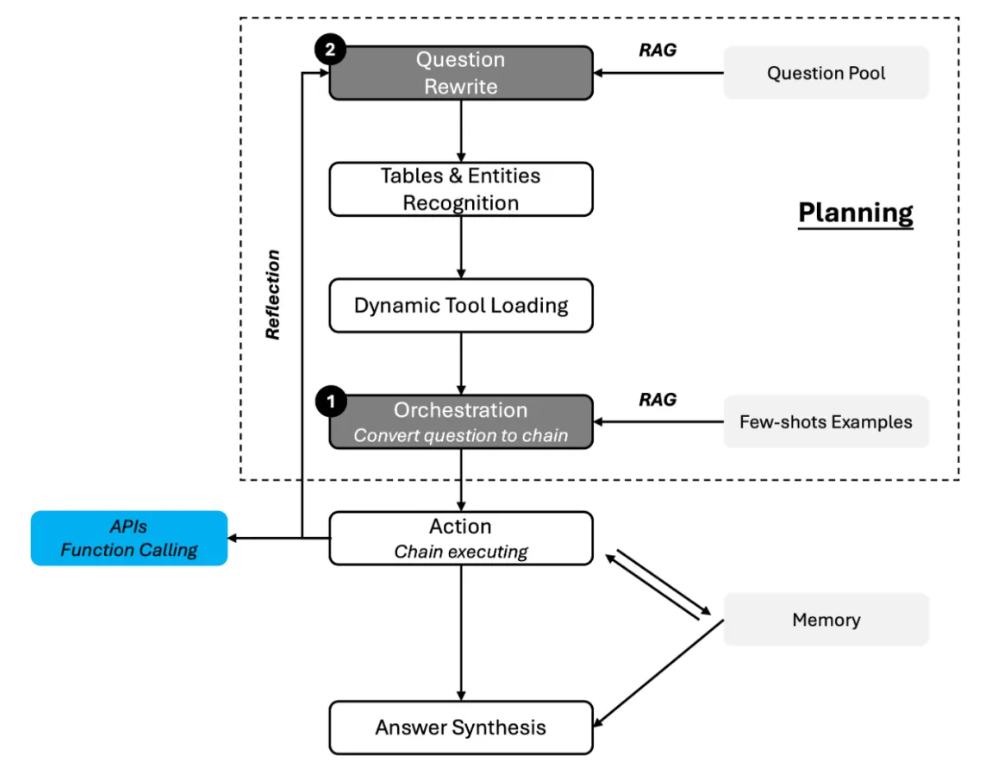 2
Question
Rewrite
RAG
Question Pool
Tables & Entities
Recognition
Planning
Reflection
Dynamic Tool Loading
1
Orchestration
Convert question to chain
RAG
Few-shots Examples
APIs
Function Calling
Action
Chain executing
Memory
Answer Synthesis